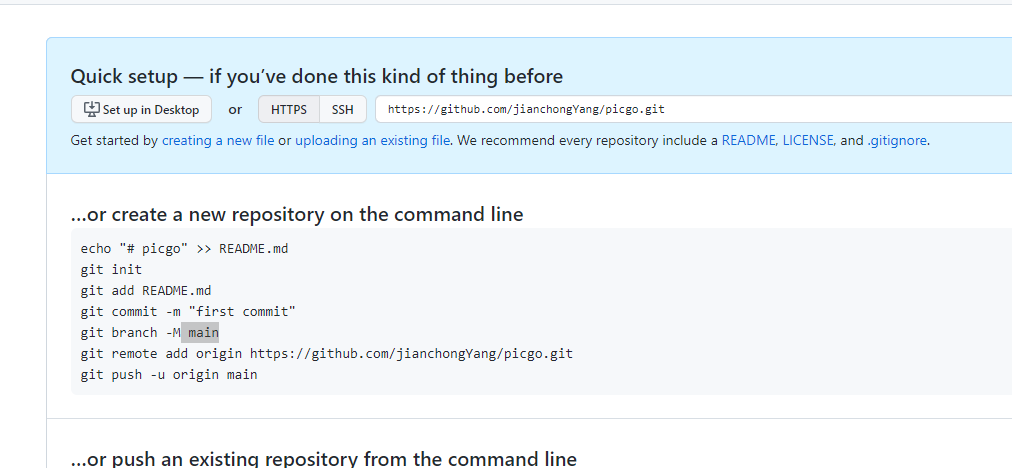 Quick setup — if you’ve done this kind of thing before
Set up in Desktop or HTTPS SSH https://github.com/jianchongYang/picgo.git
Get started by creating a new file or uploading an existing file. We recommend every repository include a README, LICENSE, and .gitignore.
…or create a new repository on the command line
echo "# picgo" >> README.md
git init
git add README.md
git commit -m "first commit"
git branch -M main
git remote add origin https://github.com/jianchongYang/picgo.git
git push -u origin main
…or push an existing repository from the command line